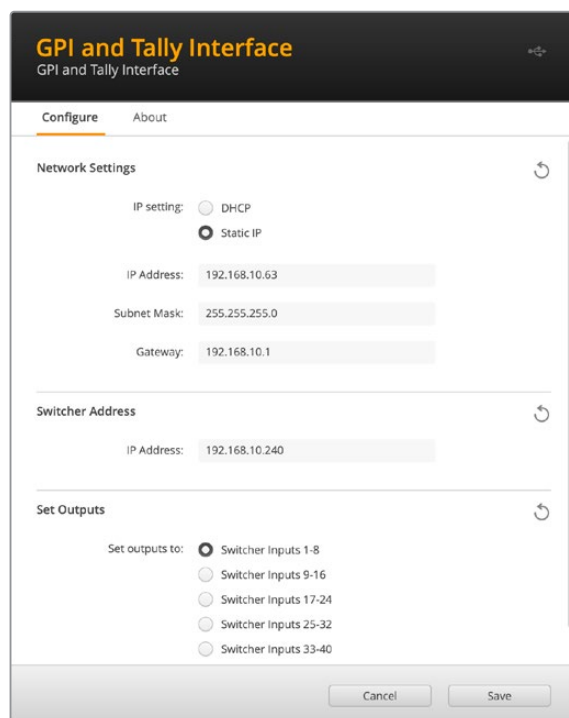 GPI and Tally Interface
GPI and Tally Interface
Configure About
Network Settings
IP setting: DHCP
Static IP
IP Address: 192.168.10.63
Subnet Mask: 255.255.255.0
Gateway: 192.168.10.1
Switcher Address
IP Address: 192.168.10.240
Set Outputs
Set outputs to: Switcher Inputs 1-8
Switcher Inputs 9-16
Switcher Inputs 17-24
Switcher Inputs 25-32
Switcher Inputs 33-40
Cancel Save